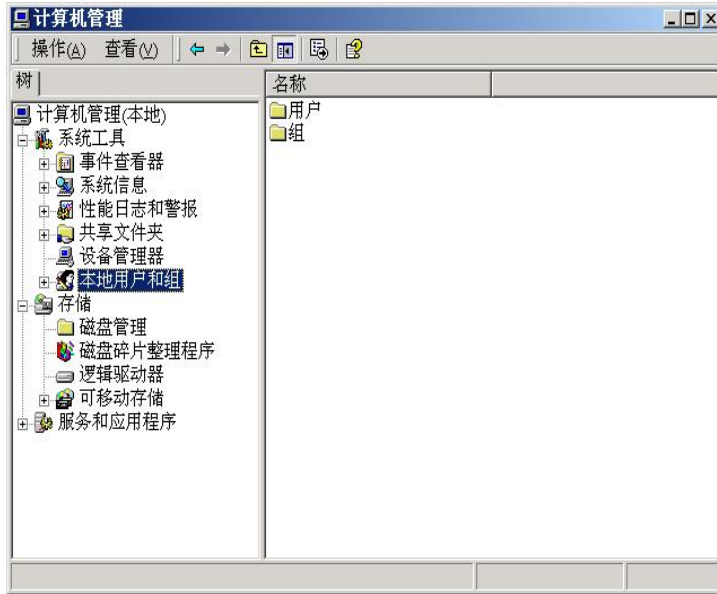 计算机管理
操作(A) 查看(V)
树
名称
计算机管理(本地)
系统工具
事件查看器
系统信息
性能日志和警报
共享文件夹
设备管理器
本地用户和组
存储
磁盘管理
磁盘碎片整理程序
逻辑驱动器
可移动存储
服务和应用程序
用户
组